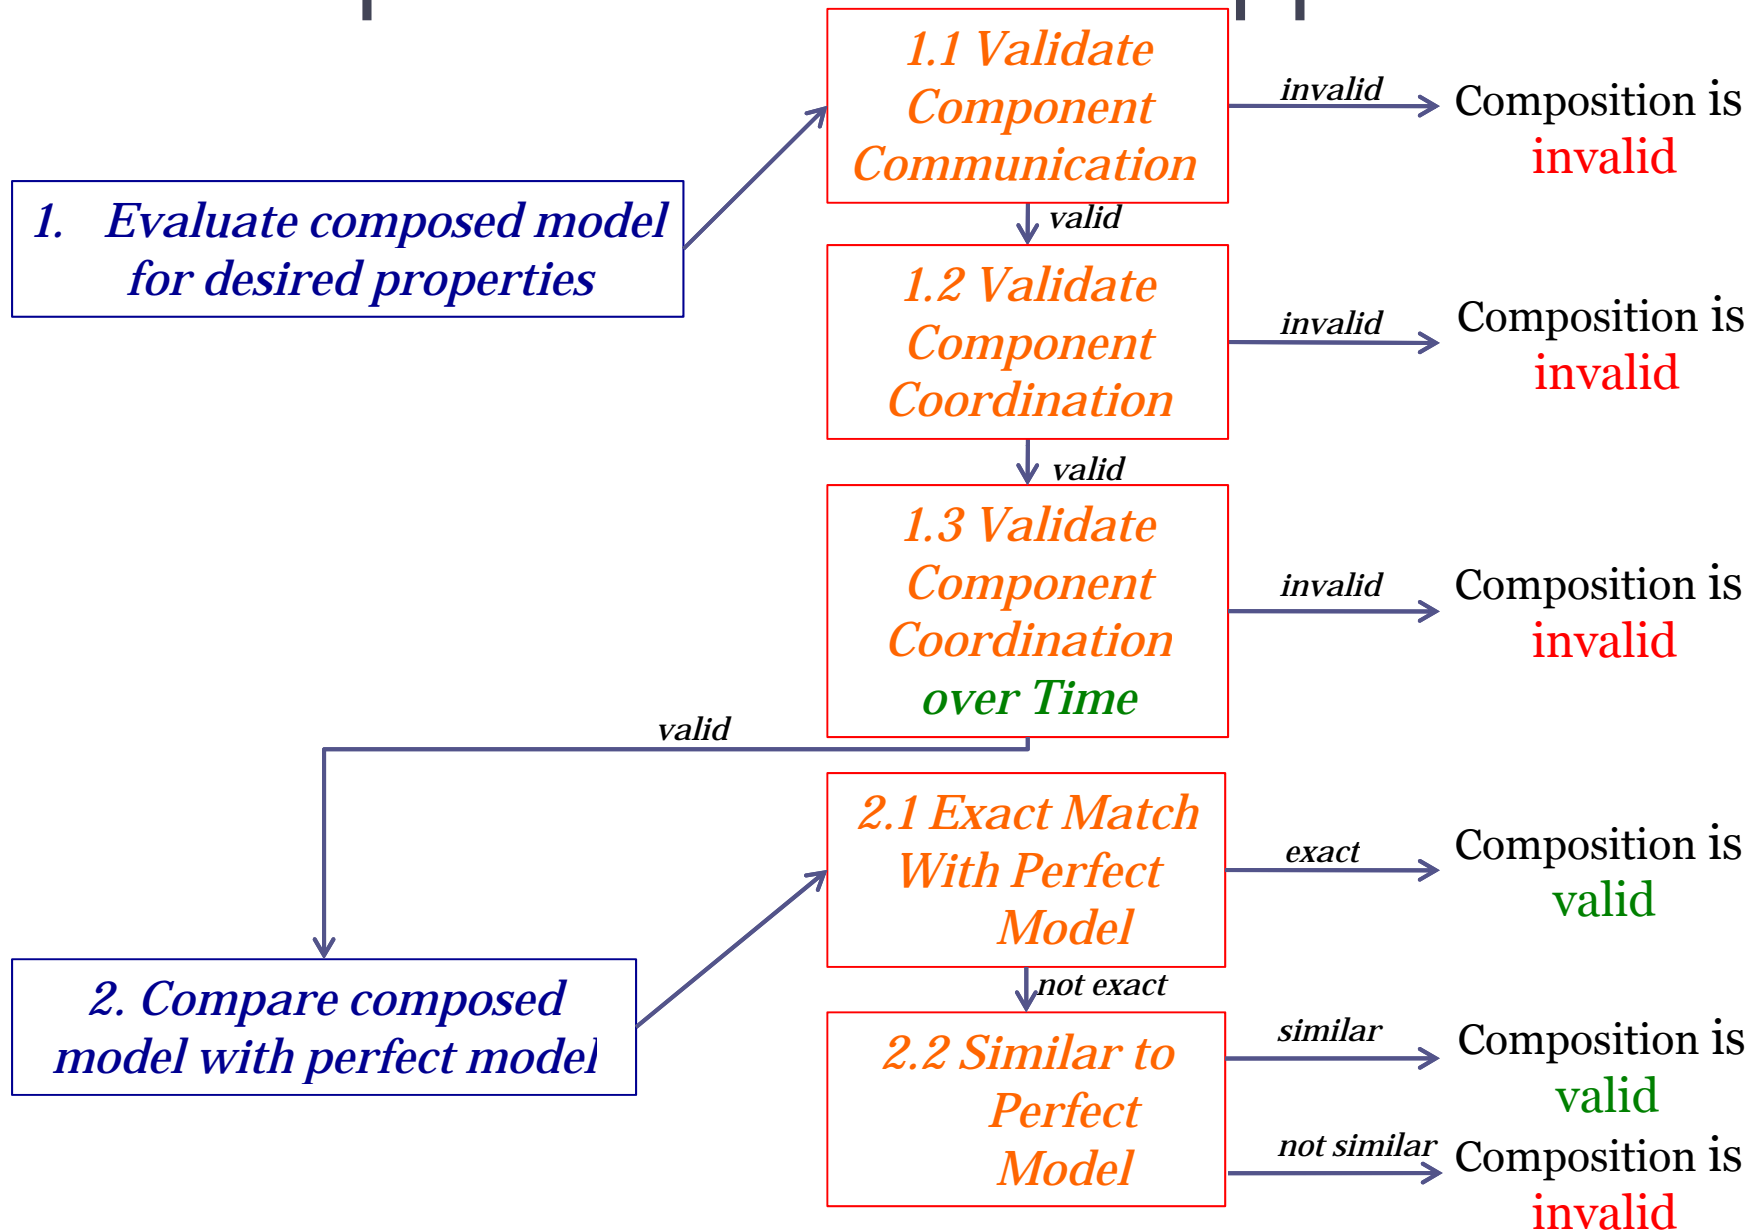 1.1 Validate
Component
Communication
invalid
Composition is
invalid
1. Evaluate composed model
for desired properties
valid
1.2 Validate
Component
Coordination
invalid
Composition is
invalid
valid
1.3 Validate
Component
Coordination
over Time
invalid
Composition is
invalid
valid
2. Compare composed
model with perfect model
2.1 Exact Match
With Perfect
Model
exact
Composition is
valid
not exact
2.2 Similar to
Perfect
Model
similar
Composition is
valid
not similar
Composition is
invalid